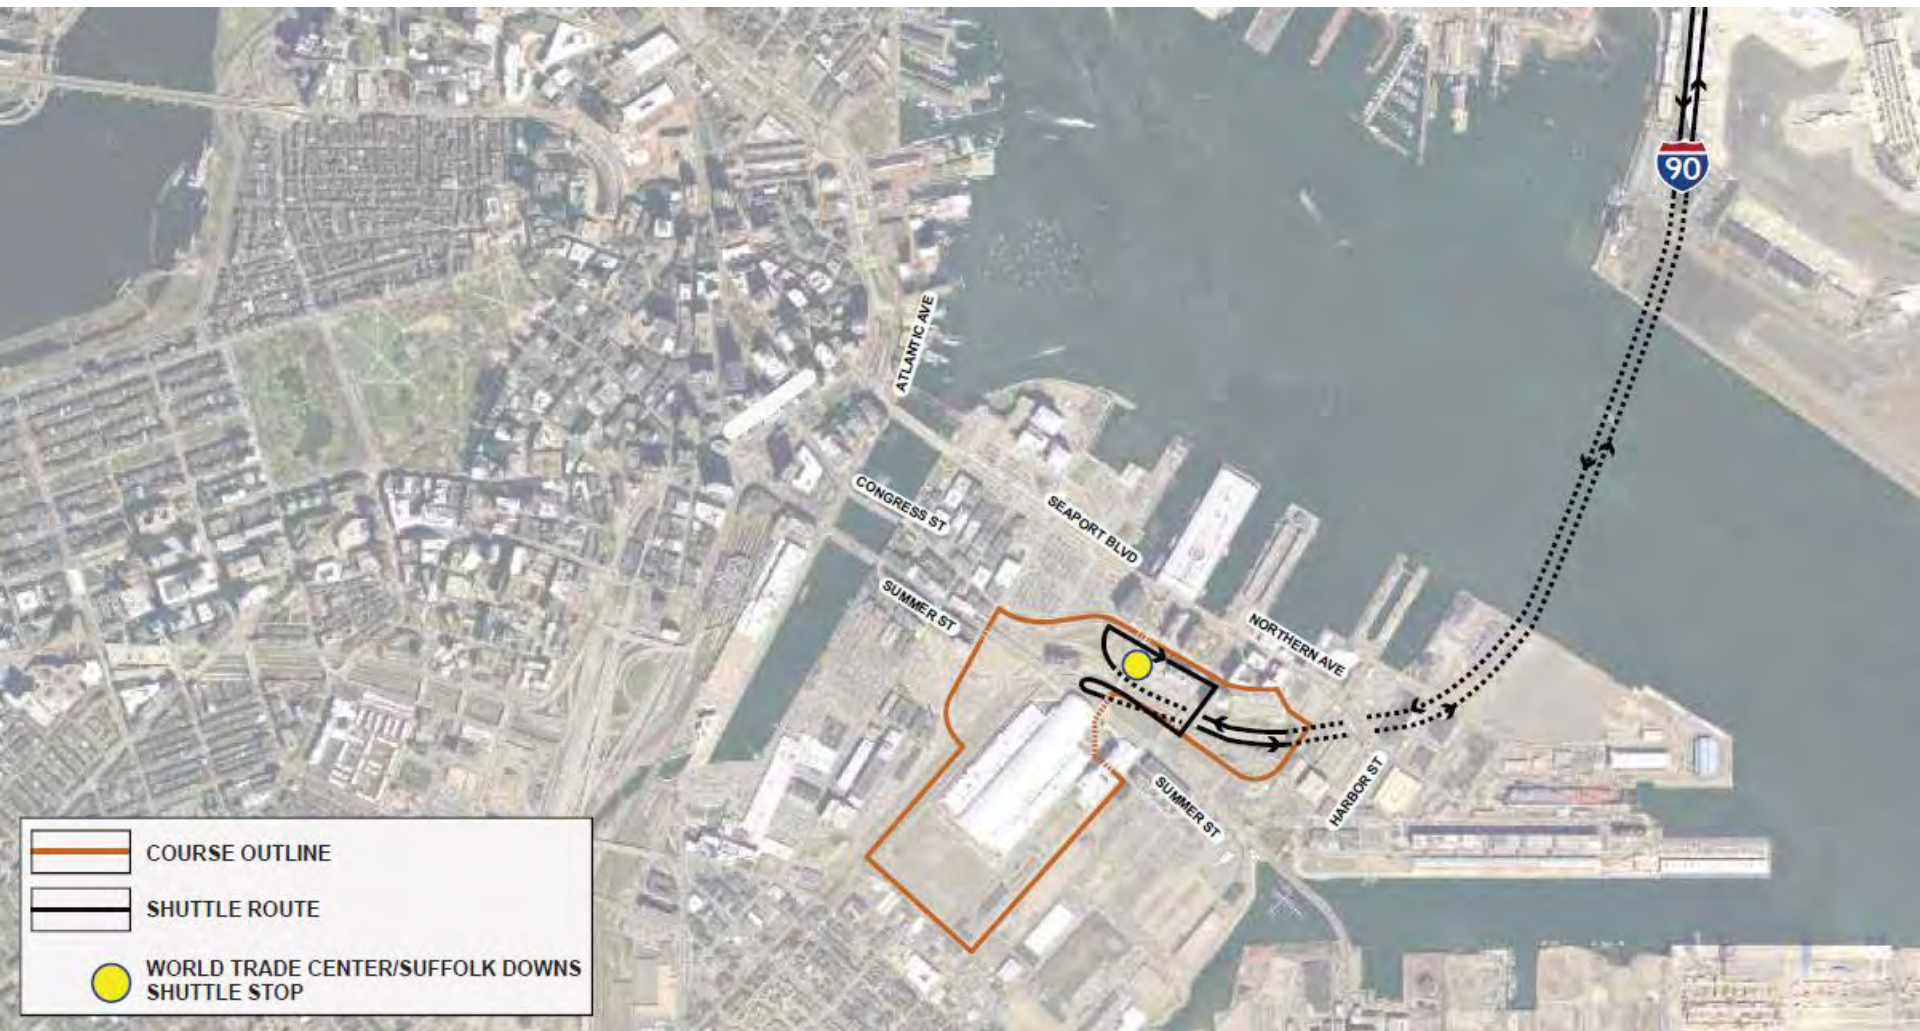 90
ATLANTIC AVE
CONGRESS ST
SEAPORT BLVD
SUMMER ST
NORTHERN AVE
SUMMER ST
HARBOR ST
COURSE OUTLINE
SHUTTLE ROUTE
WORLD TRADE CENTER/SUFFOLK DOWNS
SHUTTLE STOP